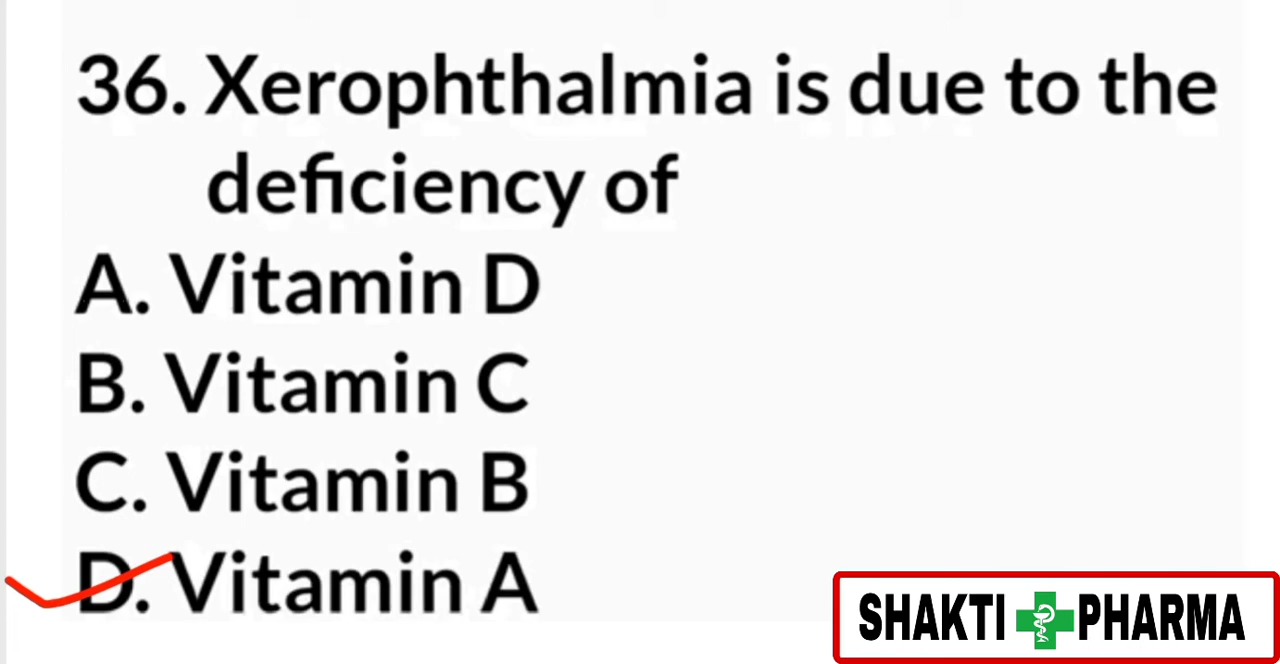 36. Xerophthalmia is due to the
deficiency of
A. Vitamin D
B. Vitamin C
C. Vitamin B
D. Vitamin A
SHAKTI PHARMA